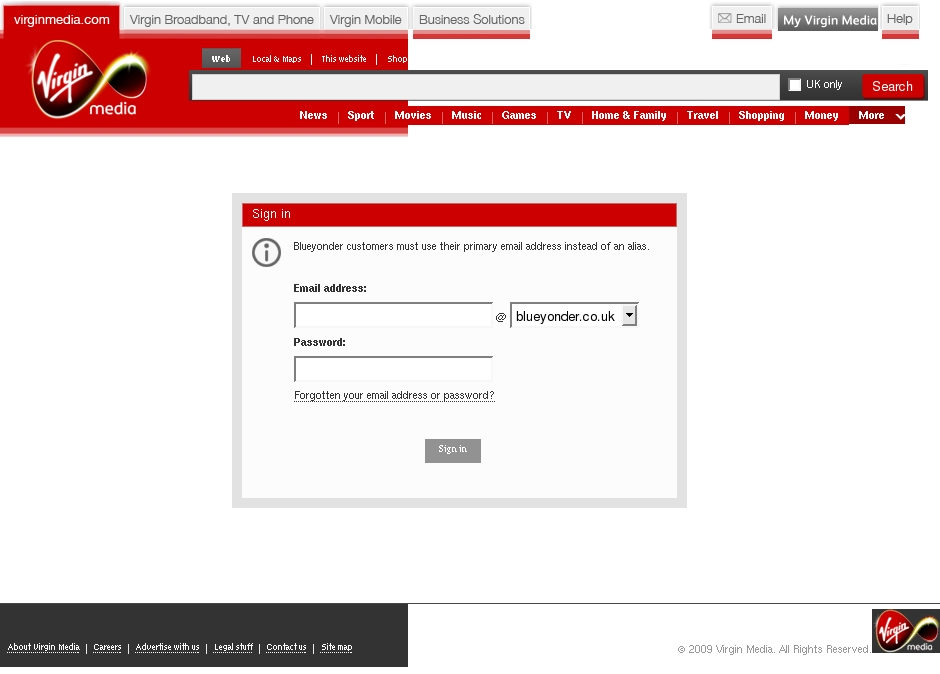 virginmedia.com Virgin Broadband, TV and Phone Virgin Mobile Business Solutions Email My Virgin Media Help
Virgin media
Web Local & Maps This website Shop
UK only Search
News Sport Movies Music Games TV Home & Family Travel Shopping Money More
Sign in
Blueyonder customers must use their primary email address instead of an alias.
Email address:
@ blueyonder.co.uk
Password:
Forgotten your email address or password?
Sign in
About Virgin Media | Careers | Advertise with us | Legal stuff | Contact us | Site map
© 2009 Virgin Media. All Rights Reserved.
Virgin media